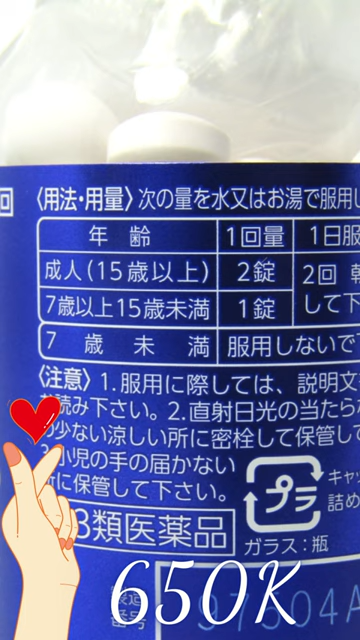 回
〈用法・用量〉次の量を水又はお湯で服用し
年齢 1回量 1日服
成人(15歳以上) 2錠 2回 朝
7歳以上15歳未満 1錠 して下
7歳未満 服用しないで
〈注意〉1.服用に際しては、説明文
読み下さい。2.直射日光の当たら
少ない涼しい所に密栓して保管して
小児の手の届かない
に保管して下さい。
3類医薬品
プラ
キャッ
詰め
ガラス:瓶
番号
650K